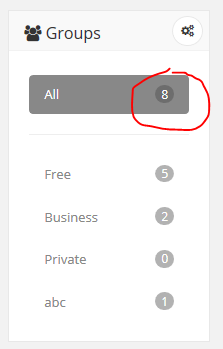 Groups
All 8
Free 5
Business 2
Private 0
abc 1